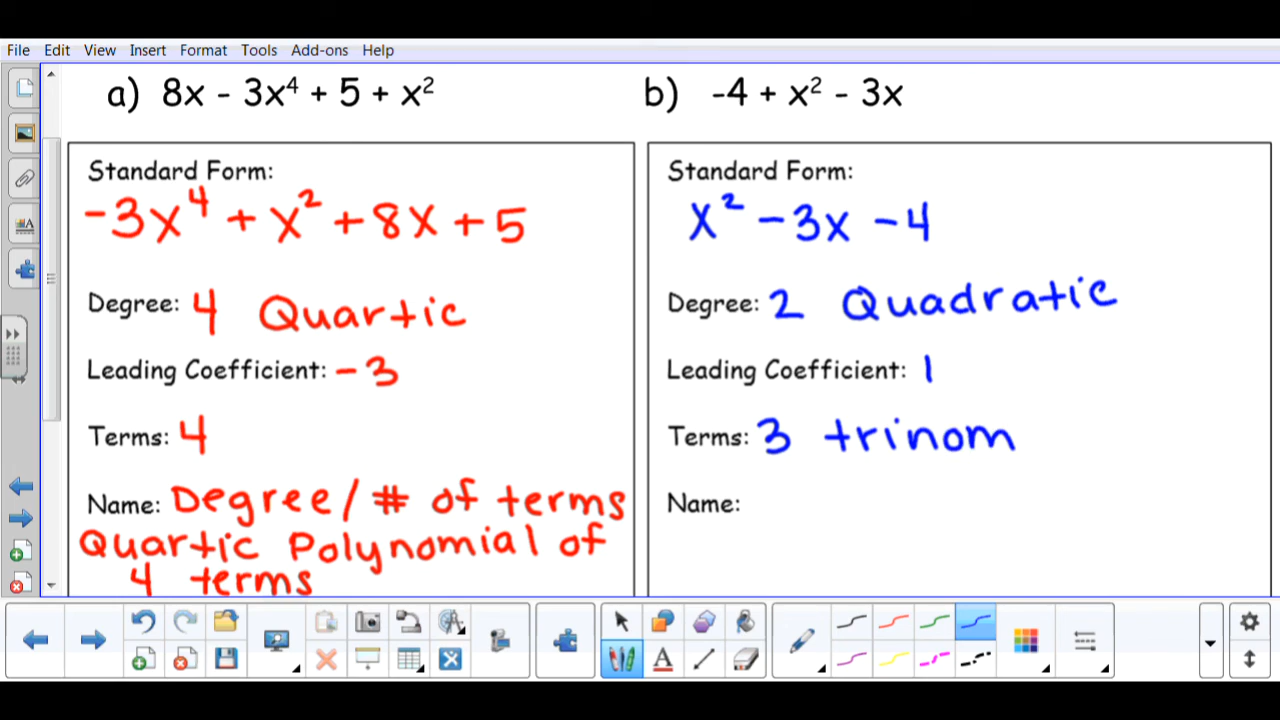 File Edit View Insert Format Tools Add-ons Help
a) 8x - 3x⁴ + 5 + x²
b) -4 + x² - 3x
Standard Form:
-3x⁴ + x² + 8x + 5
Degree: 4 Quartic
Leading Coefficient: -3
Terms: 4
Name: Degree/# of terms
Quartic Polynomial of
4 terms
Standard Form:
x² - 3x - 4
Degree: 2 Quadratic
Leading Coefficient: 1
Terms: 3 trinom
Name: